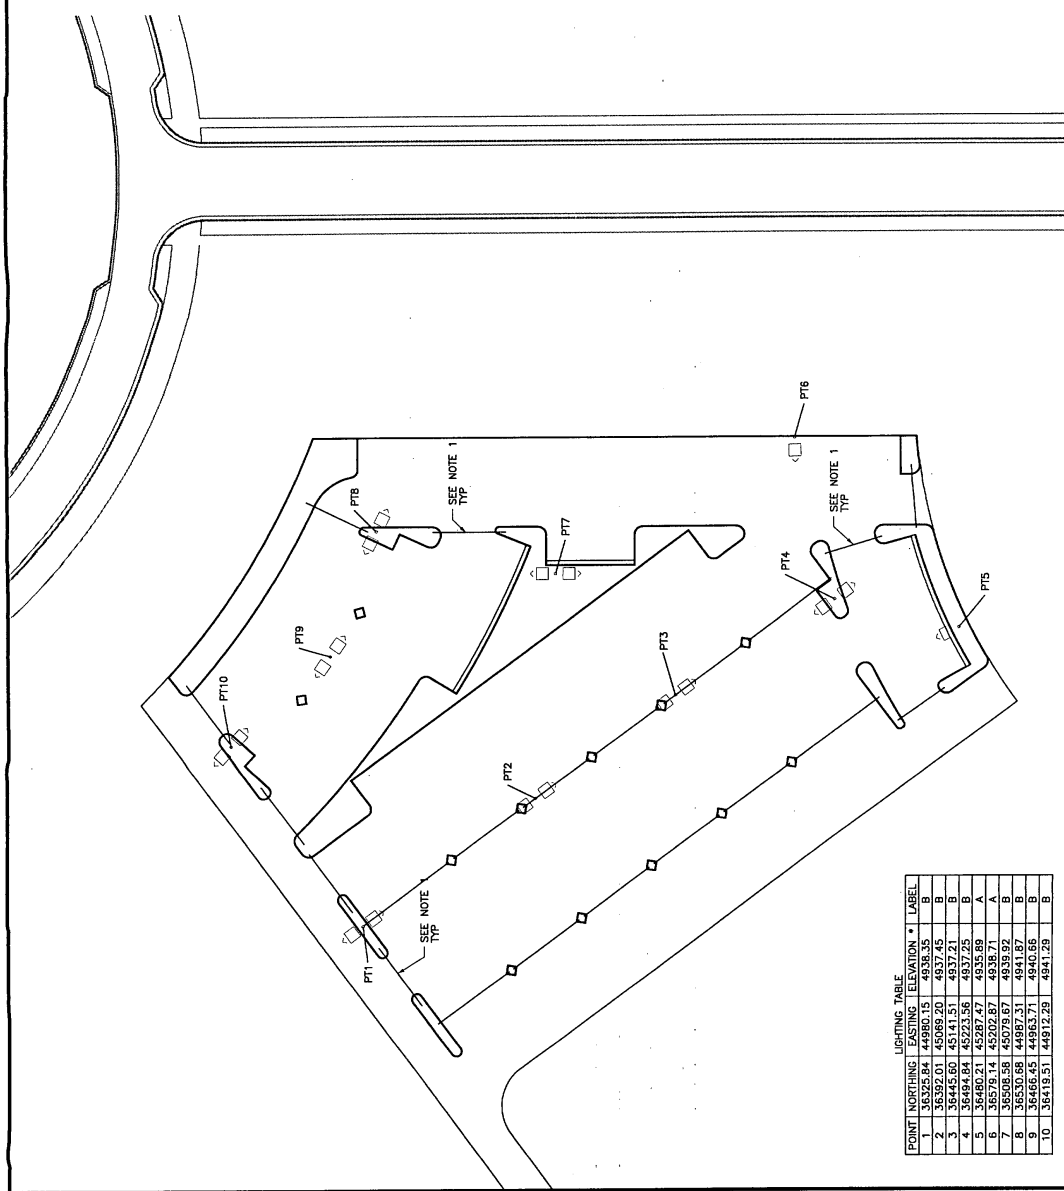 PT6
SEE NOTE 1
TYP
SEE NOTE 1
TYP
PT8
PT7
PT4
PT5
PT9
PT3
PT10
PT2
SEE NOTE 1
TYP
PT1
LIGHTING TABLE
POINT NORTHING EASTING ELEVATION * LABEL
1 36325.84 44980.15 4938.35 B
2 36392.01 45069.20 4937.45 B
3 36445.60 45141.51 4937.21 B
4 36494.84 45223.56 4937.25 B
5 36480.21 45287.47 4935.89 A
6 36579.14 45202.87 4938.71 A
7 36508.58 45079.67 4939.92 B
8 36530.68 44987.31 4941.87 B
9 36466.45 44963.71 4940.66 B
10 36419.51 44912.29 4941.29 B